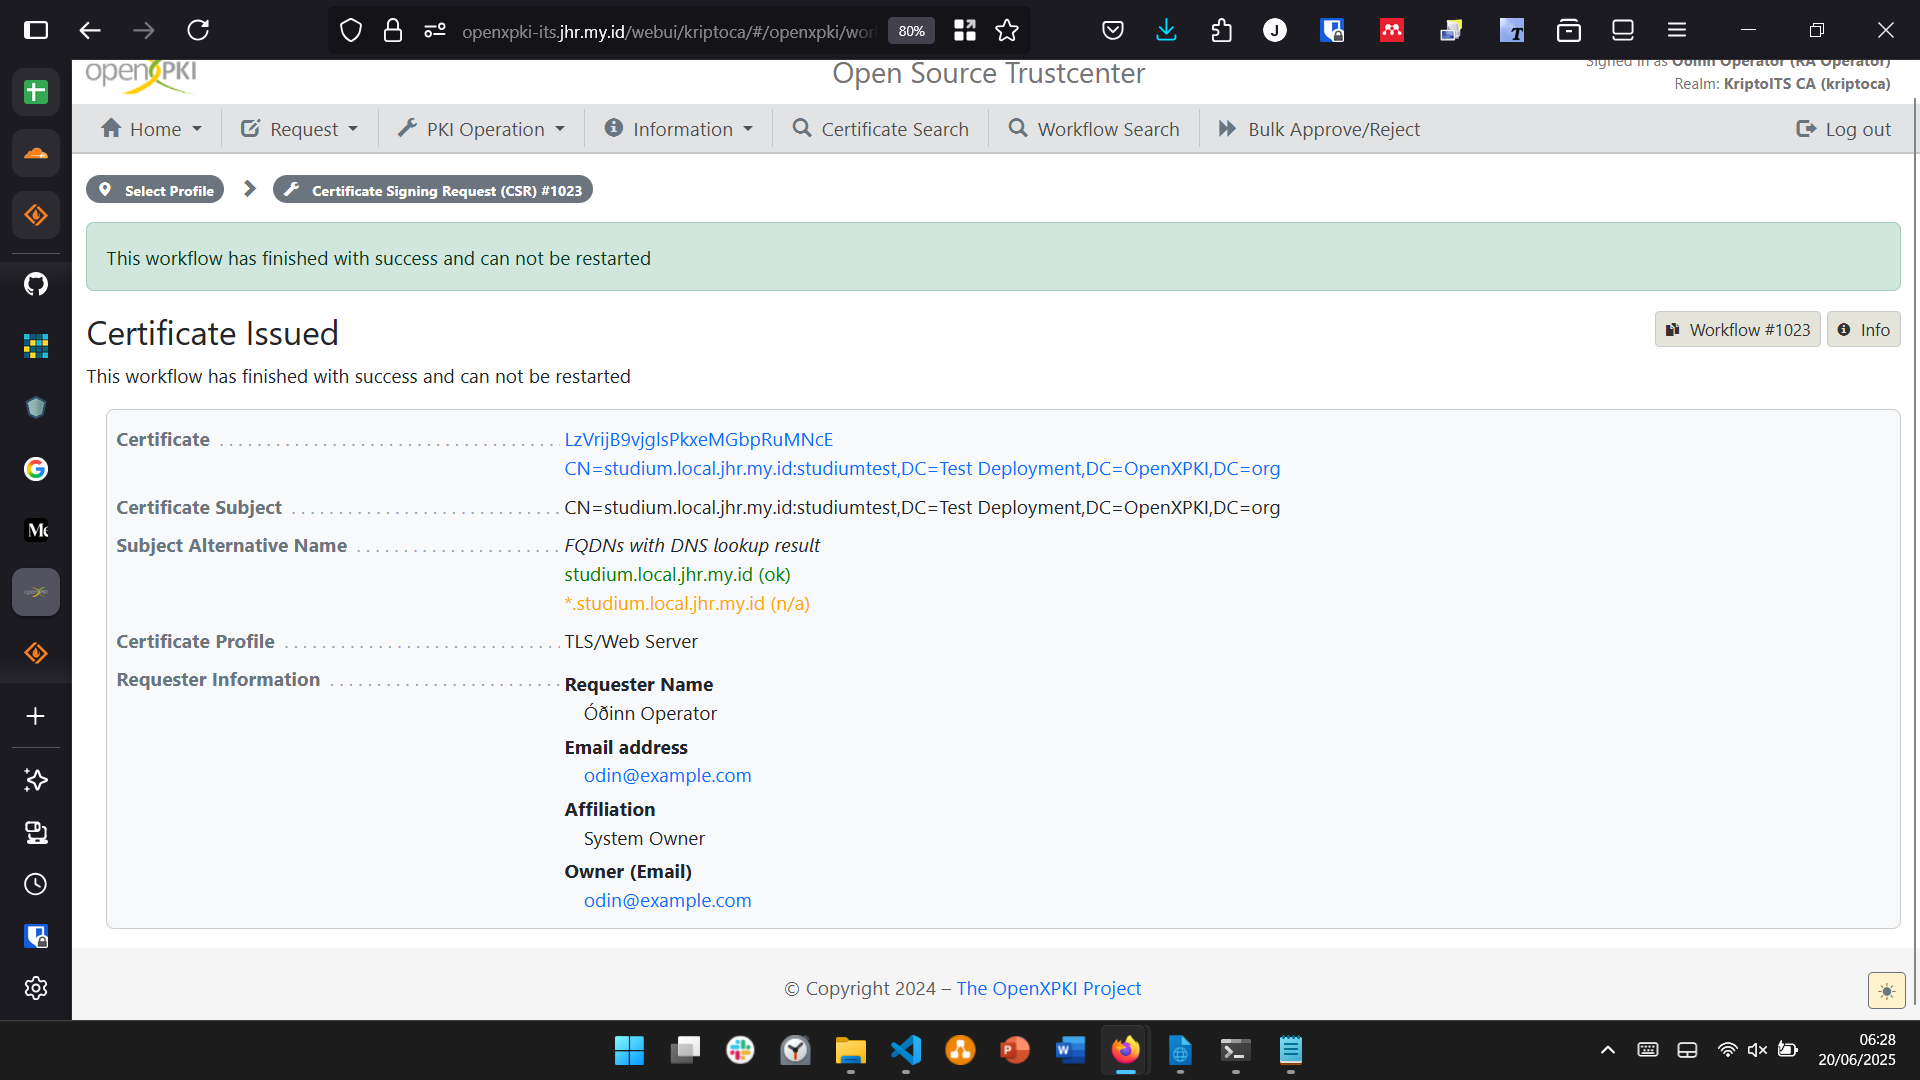 openxpki-its.jhr.my.id/webui/kriptoca/#/openxpki/wor
80%
J
T
openXPKI
Open Source Trustcenter
Signed in as Óðinn Operator (RA Operator)
Realm: KriptoITS CA (kriptoca)
Home
Request
PKI Operation
Information
Certificate Search
Workflow Search
Bulk Approve/Reject
Log out
Select Profile
Certificate Signing Request (CSR) #1023
This workflow has finished with success and can not be restarted
Certificate Issued
Workflow #1023
Info
This workflow has finished with success and can not be restarted
Certificate
LzVrijB9vjglsPkxeMGbpRuMNcE
CN=studium.local.jhr.my.id:studiumtest,DC=Test Deployment,DC=OpenXPKI,DC=org
Certificate Subject
CN=studium.local.jhr.my.id:studiumtest,DC=Test Deployment,DC=OpenXPKI,DC=org
Subject Alternative Name
FQDNs with DNS lookup result
studium.local.jhr.my.id (ok)
*.studium.local.jhr.my.id (n/a)
Certificate Profile
TLS/Web Server
Requester Information
Requester Name
Óðinn Operator
Email address
odin@example.com
Affiliation
System Owner
Owner (Email)
odin@example.com
© Copyright 2024 – The OpenXPKI Project
06:28
20/06/2025